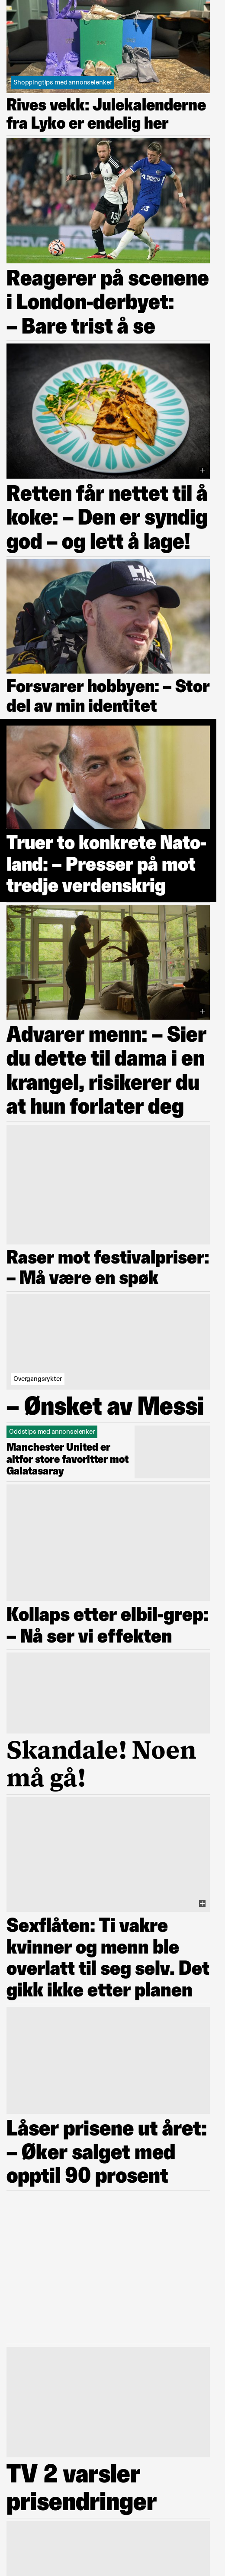 Shoppingtips med annonselenker
Rives vekk: Julekalenderne
fra Lyko er endelig her
Reagerer på scenene
i London-derbyet:
– Bare trist å se
Retten får nettet til å
koke: – Den er syndig
god – og lett å lage!
HH
Forsvarer hobbyen: – Stor
del av min identitet
Truer to konkrete Nato-
land: – Presser på mot
tredje verdenskrig
Advarer menn: – Sier
du dette til dama i en
krangel, risikerer du
at hun forlater deg
Raser mot festivalpriser:
– Må være en spøk
Overgangsrykter
– Ønsket av Messi
Oddstips med annonselenker
Manchester United er
altfor store favoritter mot
Galatasaray
Kollaps etter elbil-grep:
– Nå ser vi effekten
Skandale! Noen
må gå!
Sexflåten: Ti vakre
kvinner og menn ble
overlatt til seg selv. Det
gikk ikke etter planen
Låser prisene ut året:
– Øker salget med
opptil 90 prosent
TV 2 varsler
prisendringer